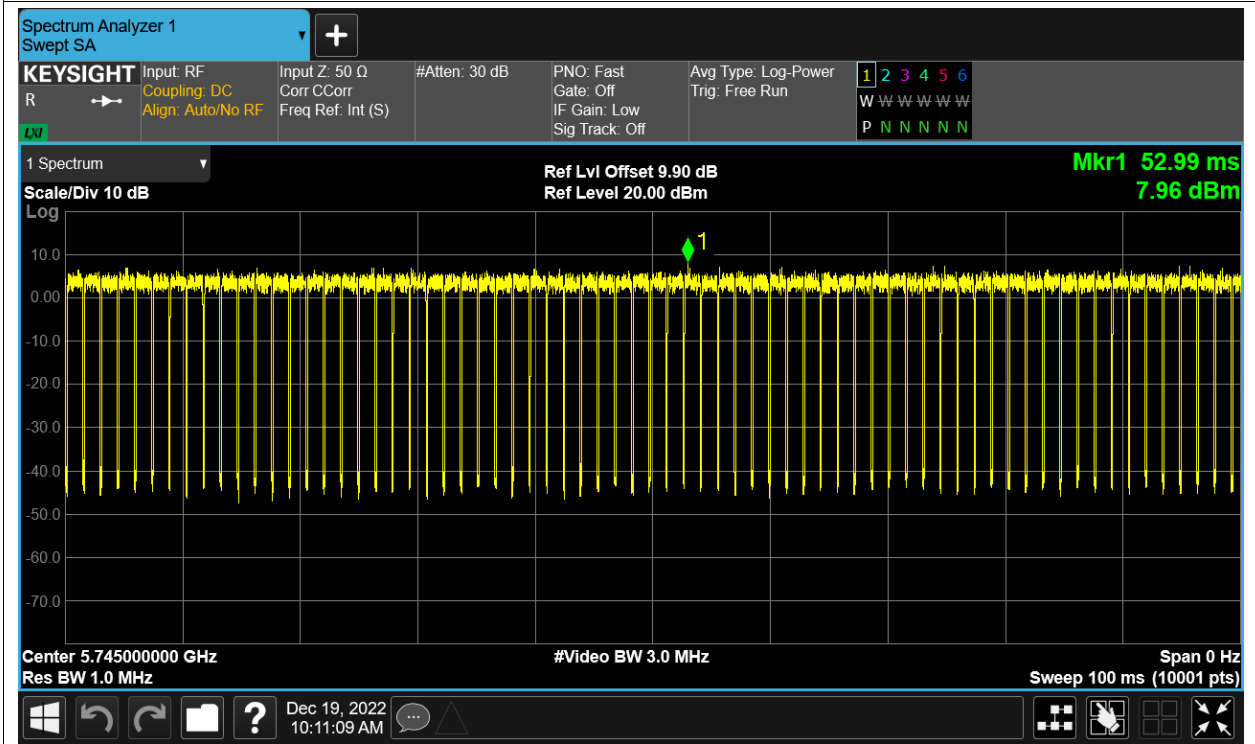 Spectrum Analyzer 1
Swept SA
+
KEYSIGHT
R
LXI
Input: RF
Coupling: DC
Align: Auto/No RF
Input Z: 50 Ω
Corr CCorr
Freq Ref: Int (S)
#Atten: 30 dB
PNO: Fast
Gate: Off
IF Gain: Low
Sig Track: Off
Avg Type: Log-Power
Trig: Free Run
1 2 3 4 5 6
W W W W W W
P N N N N N
1 Spectrum
Scale/Div 10 dB
Log
Ref Lvl Offset 9.90 dB
Ref Level 20.00 dBm
Mkr1 52.99 ms
7.96 dBm
1
10.0
0.00
-10.0
-20.0
-30.0
-40.0
-50.0
-60.0
-70.0
Center 5.745000000 GHz
Res BW 1.0 MHz
#Video BW 3.0 MHz
Span 0 Hz
Sweep 100 ms (10001 pts)
?
Dec 19, 2022
10:11:09 AM